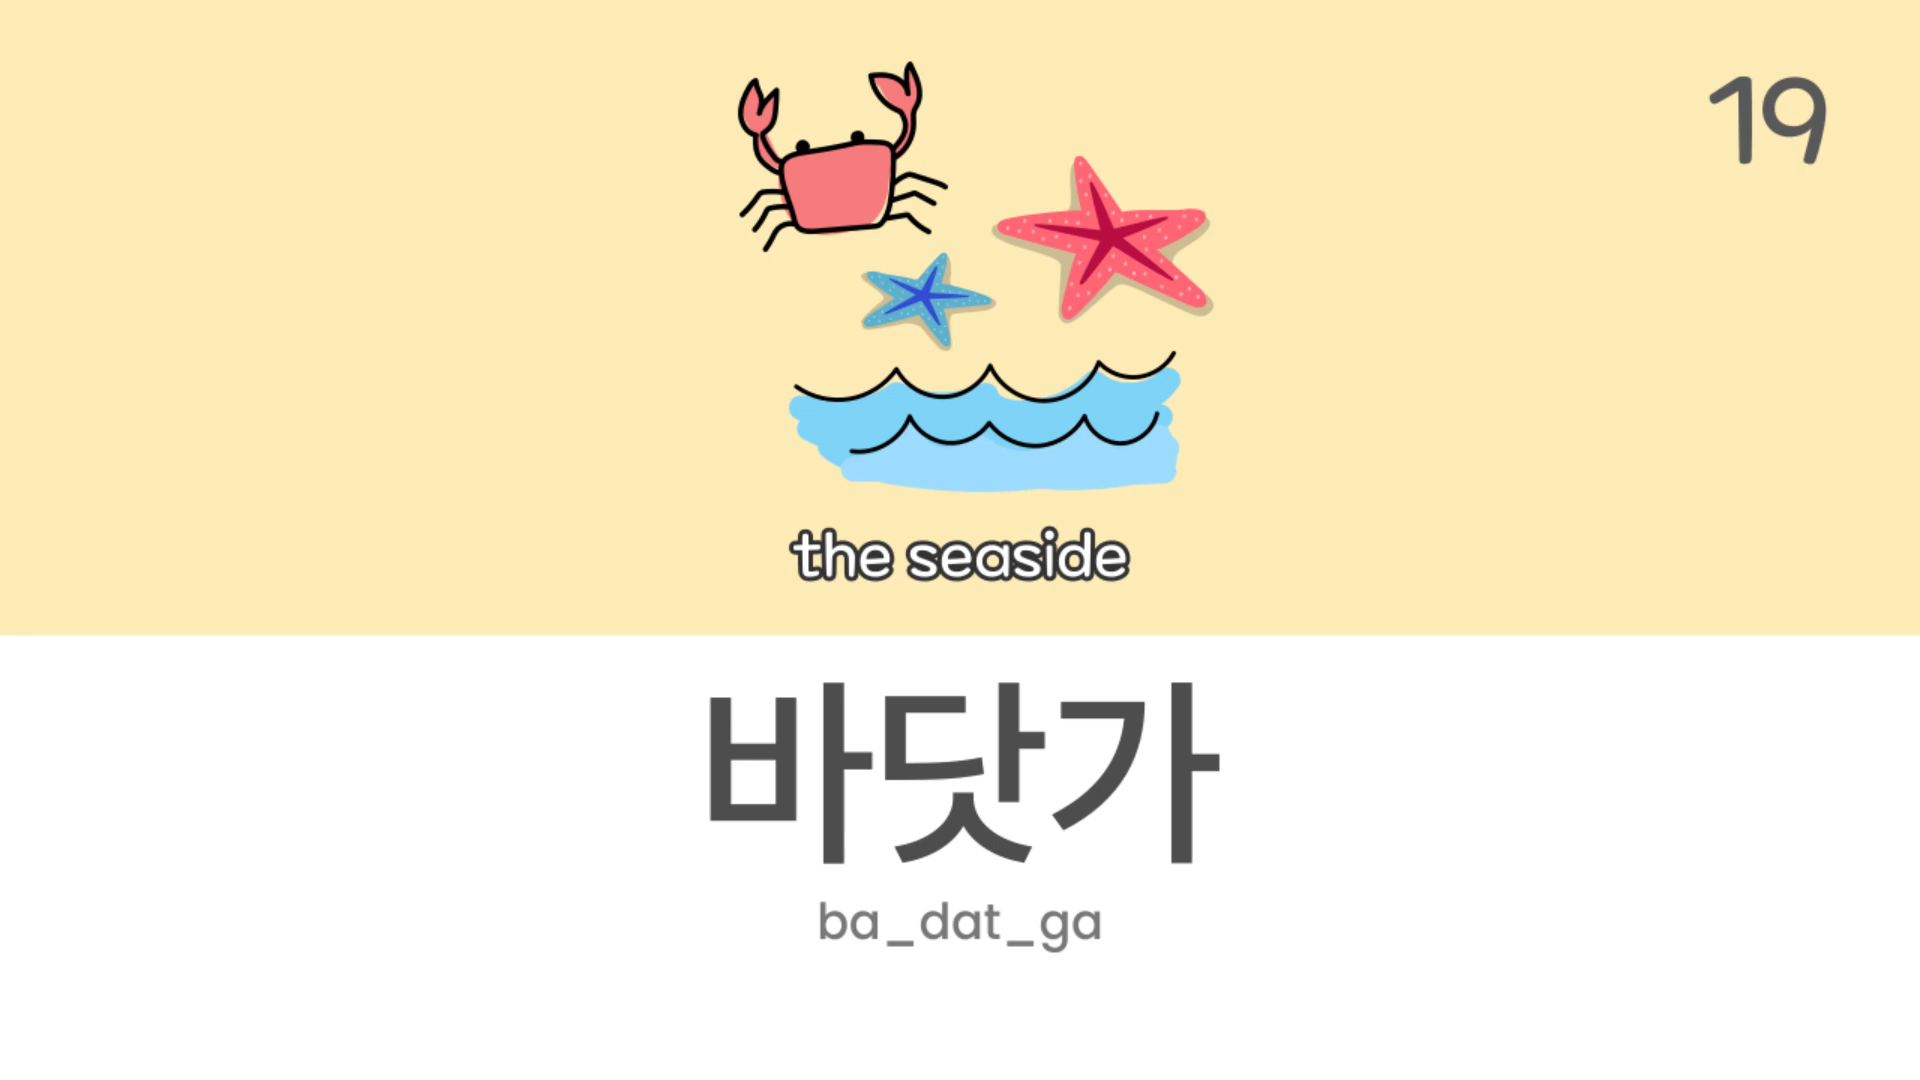 19
the seaside
바닷가
ba_dat_ga